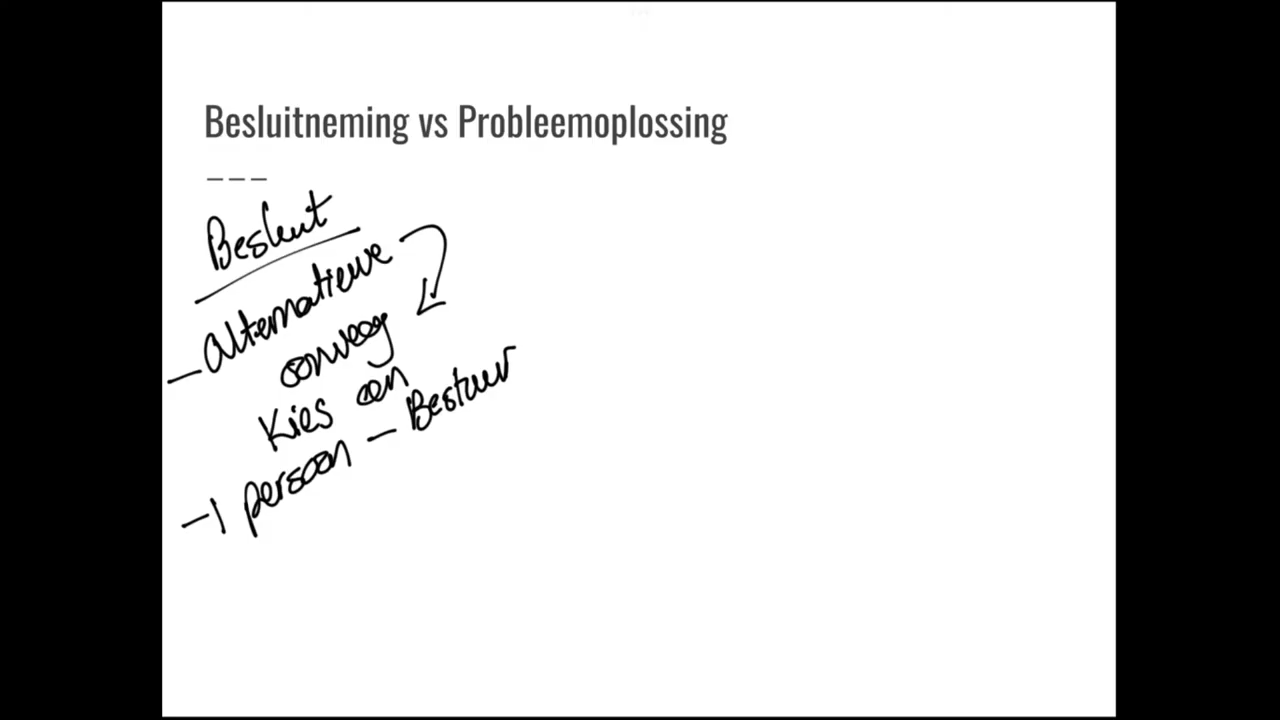 Besluitneming vs Probleemoplossing
Besluit
- alternatiewe
oorweeg
Kies een
- 1 persoon - Bestuur